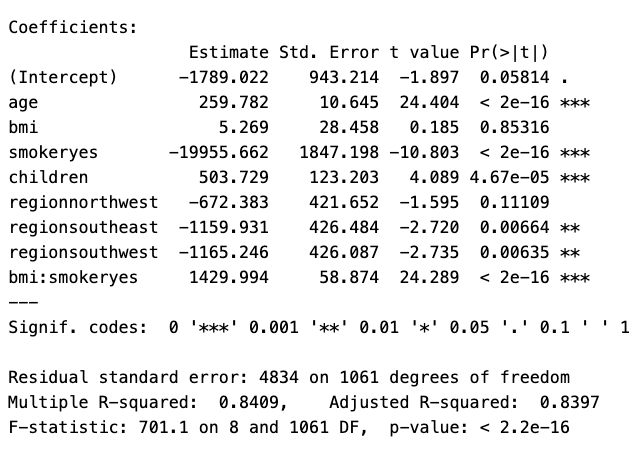 Coefficients:
Estimate Std. Error t value Pr(>|t|)
(Intercept) -1789.022 943.214 -1.897 0.05814 .
age 259.782 10.645 24.404 < 2e-16 ***
bmi 5.269 28.458 0.185 0.85316
smokeryes -19955.662 1847.198 -10.803 < 2e-16 ***
children 503.729 123.203 4.089 4.67e-05 ***
regionnorthwest -672.383 421.652 -1.595 0.11109
regionsoutheast -1159.931 426.484 -2.720 0.00664 **
regionsouthwest -1165.246 426.087 -2.735 0.00635 **
bmi:smokeryes 1429.994 58.874 24.289 < 2e-16 ***
---
Signif. codes: 0 '***' 0.001 '**' 0.01 '*' 0.05 '.' 0.1 ' ' 1
Residual standard error: 4834 on 1061 degrees of freedom
Multiple R-squared: 0.8409, Adjusted R-squared: 0.8397
F-statistic: 701.1 on 8 and 1061 DF, p-value: < 2.2e-16